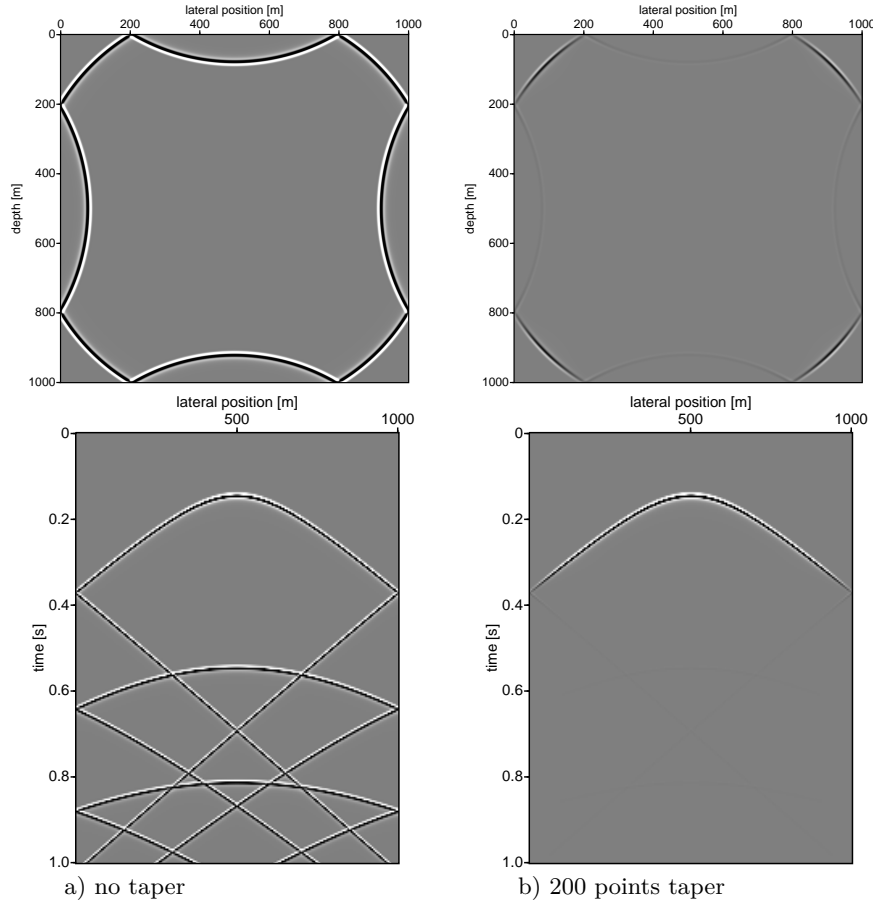 lateral position [m]
0 200 400 600 800 1000
0
200
400
600
800
1000
depth [m]
lateral position [m]
0 200 400 600 800 1000
0
200
400
600
800
1000
depth [m]
lateral position [m]
500 1000
0
0.2
0.4
0.6
0.8
1.0
time [s]
a) no taper
lateral position [m]
500 1000
0
0.2
0.4
0.6
0.8
1.0
time [s]
b) 200 points taper